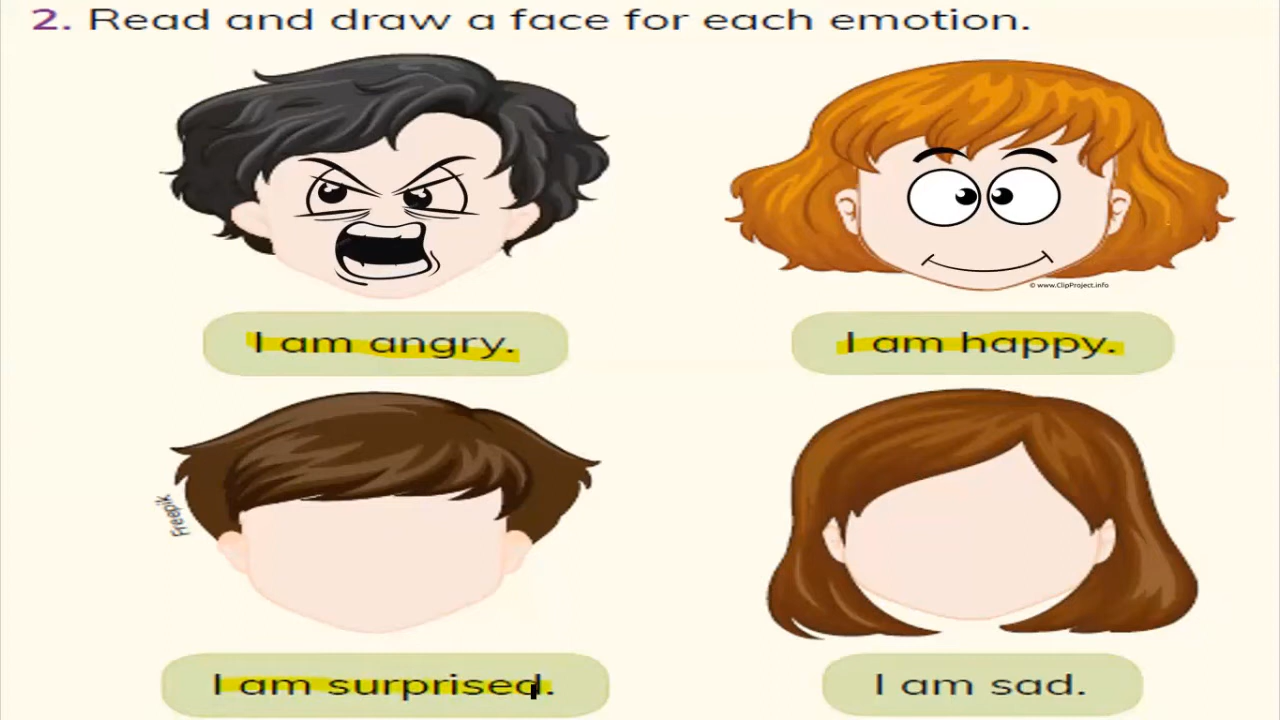 2. Read and draw a face for each emotion.
© www.ClipProject.info
I am angry.
I am happy.
Freepik
I am surprised.
I am sad.